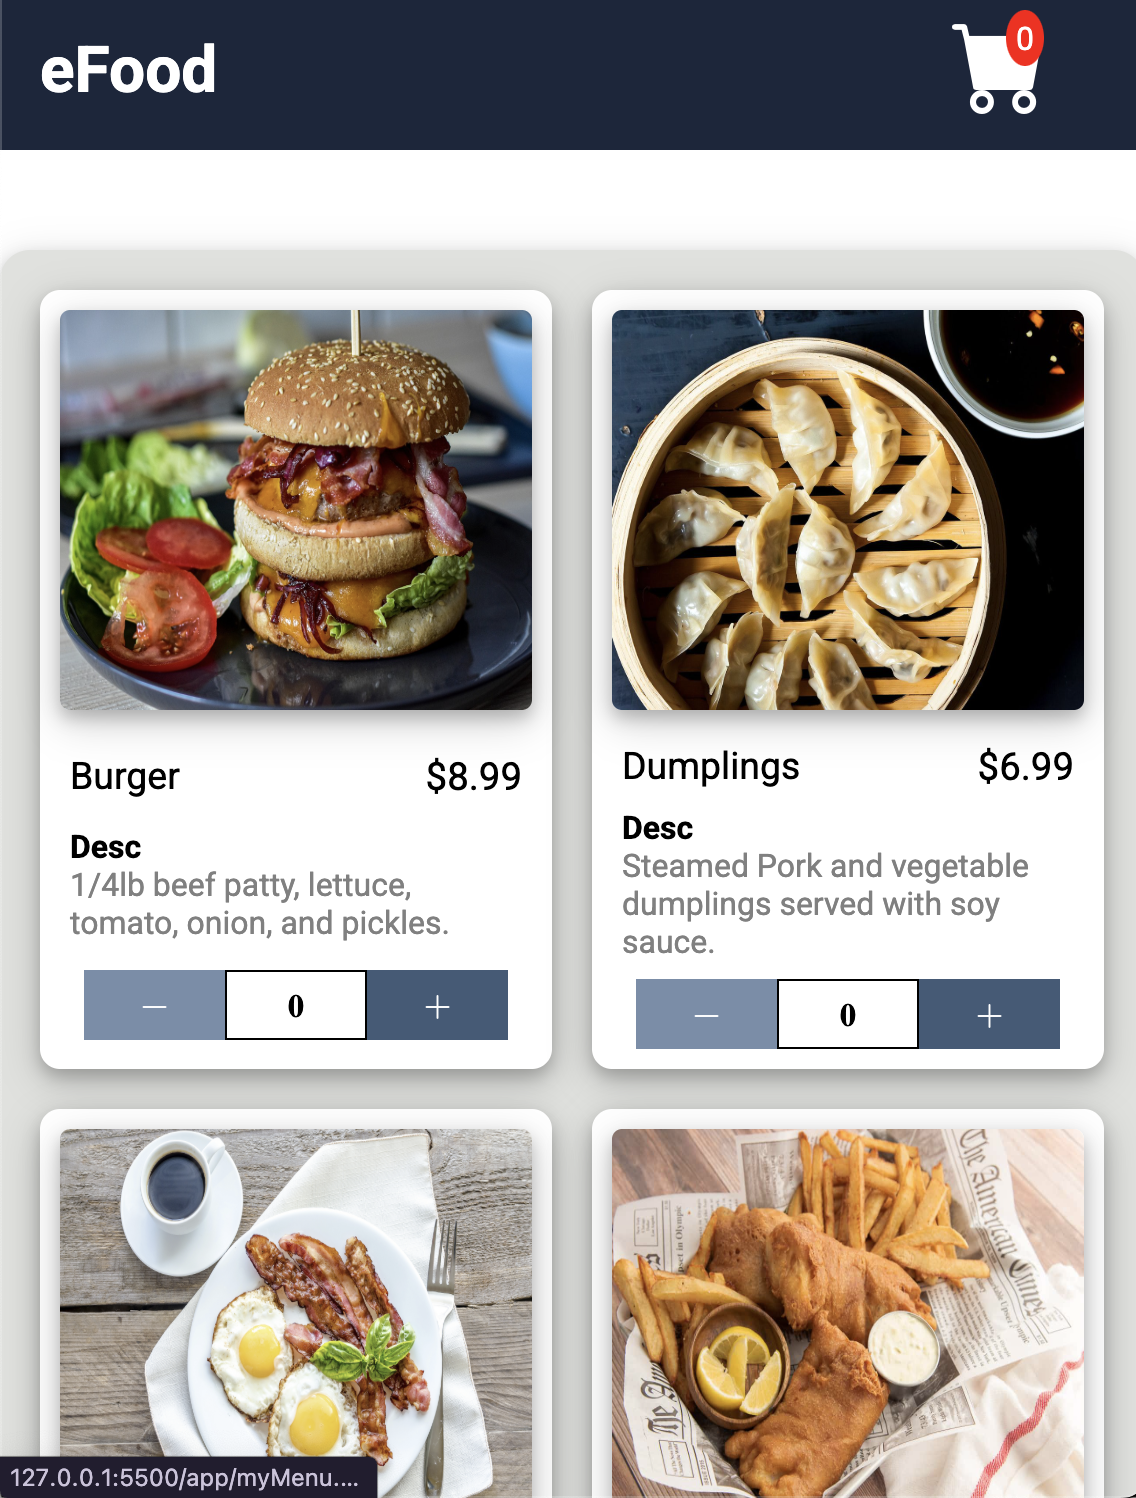 eFood
0
Burger $8.99
Desc
1/4lb beef patty, lettuce,
tomato, onion, and pickles.
− 0 +
Dumplings $6.99
Desc
Steamed Pork and vegetable
dumplings served with soy
sauce.
− 0 +
The American Times
127.0.0.1:5500/app/myMenu....